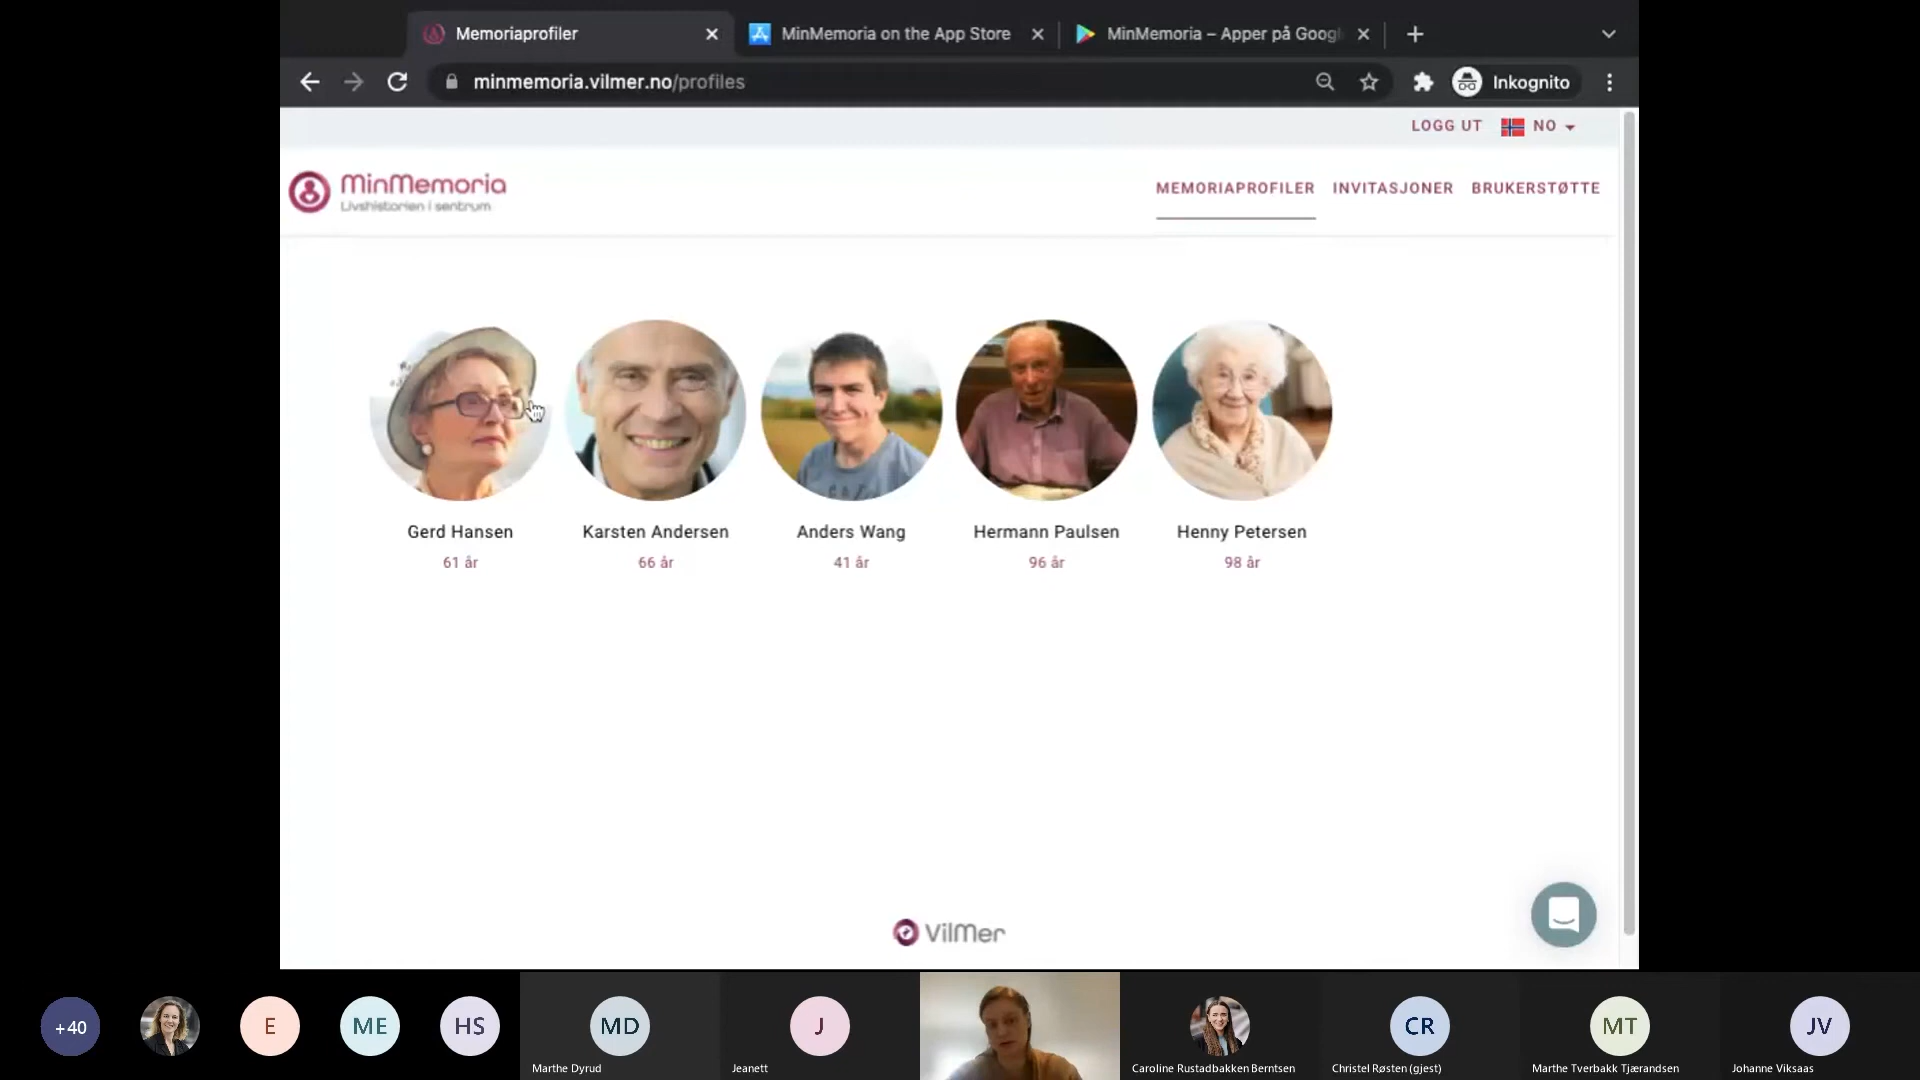 Memoriaprofiler
MinMemoria on the App Store
MinMemoria – Apper på Googl
minmemoria.vilmer.no/profiles
Inkognito
LOGG UT
NO
MinMemoria
Livshistorien i sentrum
MEMORIAPROFILER
INVITASJONER
BRUKERSTØTTE
Gerd Hansen
61 år
Karsten Andersen
66 år
Anders Wang
41 år
Hermann Paulsen
96 år
Henny Petersen
98 år
VilMer
+40
E
ME
HS
MD
Marthe Dyrud
J
Jeanett
Caroline Rustadbakken Berntsen
CR
Christel Røsten (gjest)
MT
Marthe Tverbakk Tjærandsen
JV
Johanne Viksaas